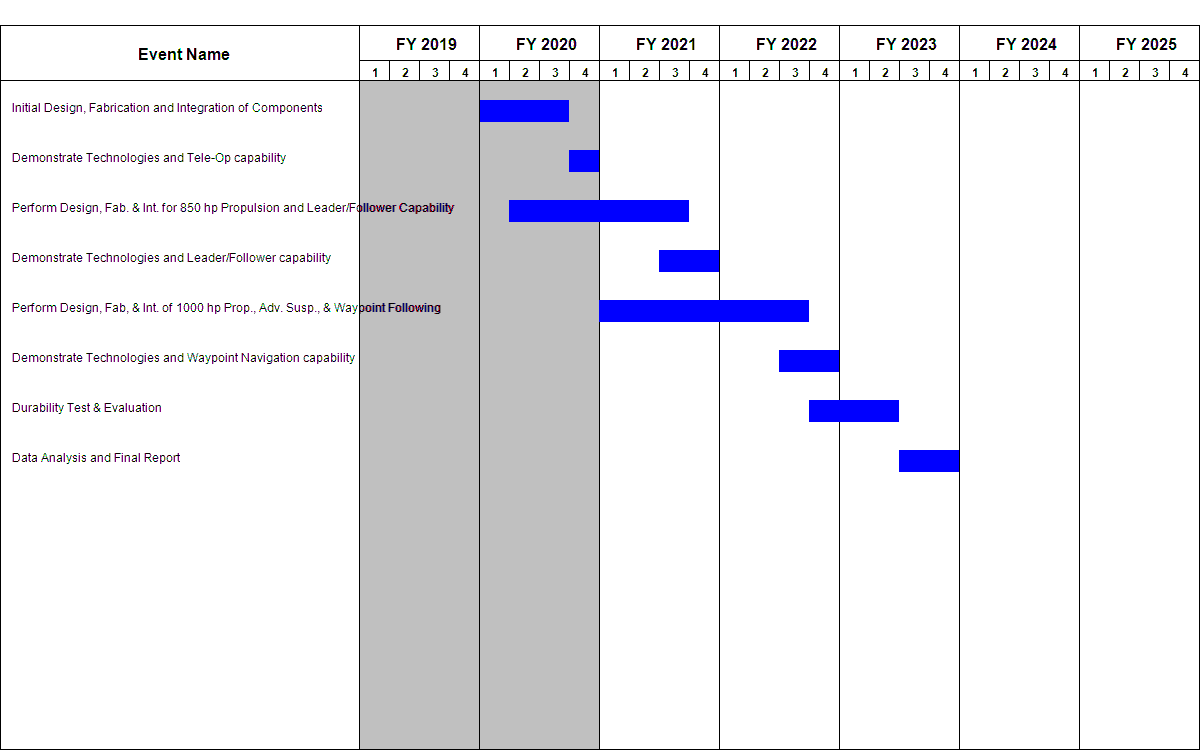 FY 2019 FY 2020 FY 2021 FY 2022 FY 2023 FY 2024 FY 2025
Event Name
1 2 3 4 1 2 3 4 1 2 3 4 1 2 3 4 1 2 3 4 1 2 3 4 1 2 3 4
Initial Design, Fabrication and Integration of Components
Demonstrate Technologies and Tele-Op capability
Perform Design, Fab. & Int. for 850 hp Propulsion and Leader/Follower Capability
Demonstrate Technologies and Leader/Follower capability
Perform Design, Fab, & Int. of 1000 hp Prop., Adv. Susp., & Waypoint Following
Demonstrate Technologies and Waypoint Navigation capability
Durability Test & Evaluation
Data Analysis and Final Report